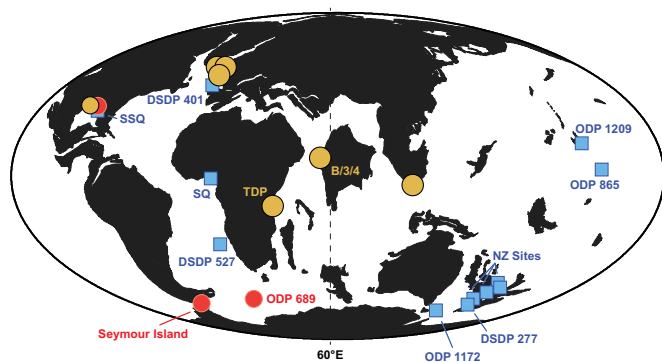 DSDP 401
SSQ
ODP 1209
B/3/4
ODP 865
SQ
TDP
NZ Sites
DSDP 527
ODP 689
Seymour Island
DSDP 277
60°E
ODP 1172